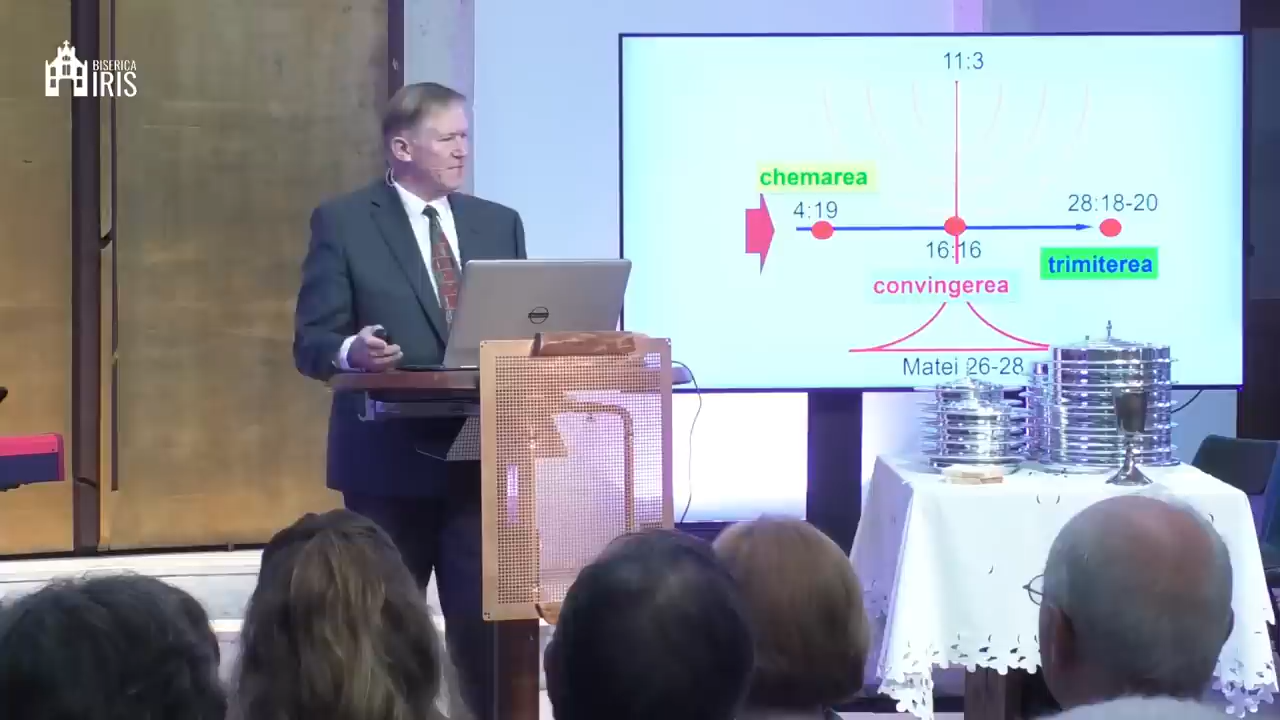 BISERICA
IRIS
11:3
chemarea
4:19
28:18-20
16:16
trimiterea
convingerea
Matei 26-28